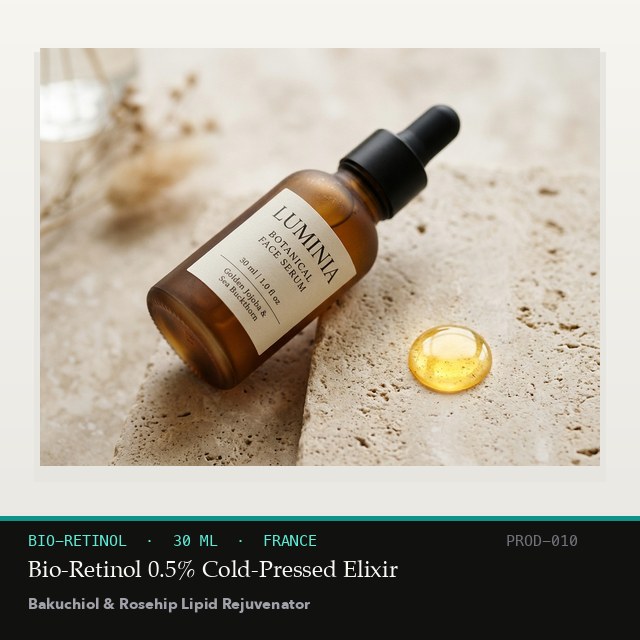 LUMINIA
BOTANICAL
FACE SERUM
30 ml | 1.0 fl oz
Golden Jojoba &
Sea Buckthorn
BIO–RETINOL · 30 ML · FRANCE
PROD–010
Bio-Retinol 0.5% Cold-Pressed Elixir
Bakuchiol & Rosehip Lipid Rejuvenator